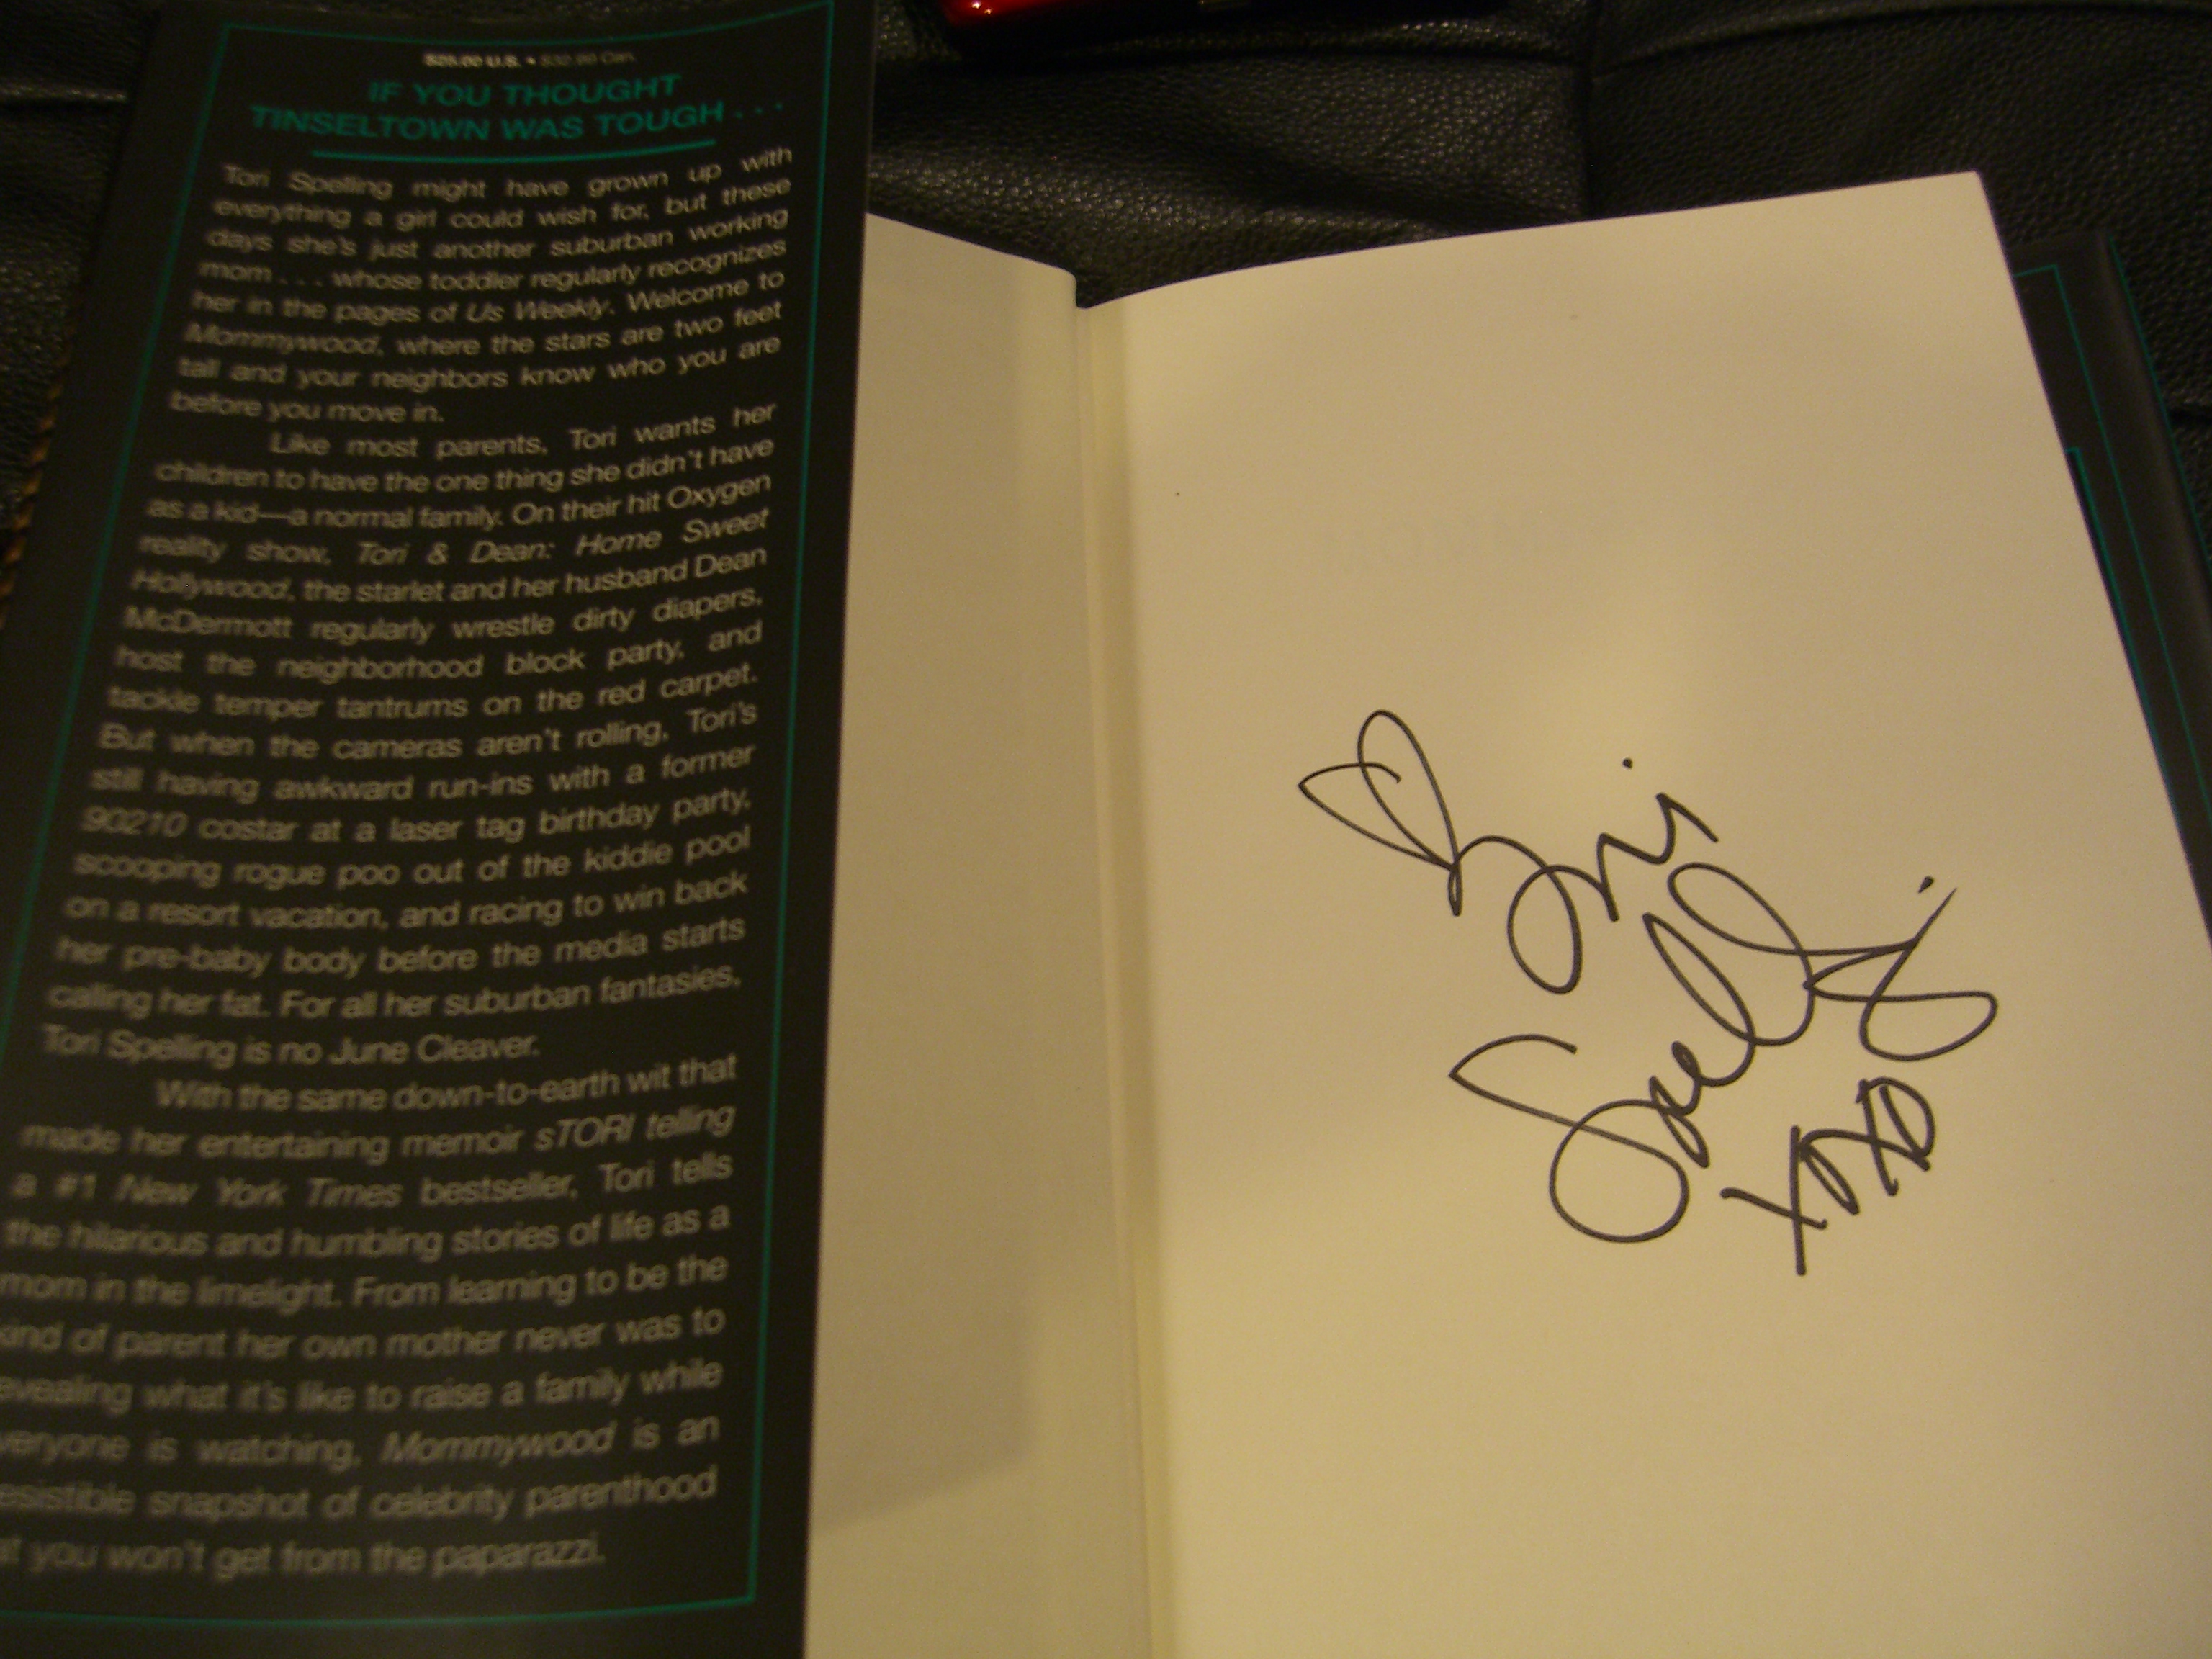 $25.00 U.S. • $32.99 Can.
IF YOU THOUGHT
TINSELTOWN WAS TOUGH . . .
Tori Spelling might have grown up with
everything a girl could wish for, but these
days she's just another suburban working
mom . . . whose toddler regularly recognizes
her in the pages of Us Weekly. Welcome to
Mommywood, where the stars are two feet
tall and your neighbors know who you are
before you move in.
Like most parents, Tori wants her
children to have the one thing she didn't have
as a kid—a normal family. On their hit Oxygen
reality show, Tori & Dean: Home Sweet
Hollywood, the starlet and her husband Dean
McDermott regularly wrestle dirty diapers,
host the neighborhood block party, and
tackle temper tantrums on the red carpet.
But when the cameras aren't rolling, Tori's
still having awkward run-ins with a former
90210 costar at a laser tag birthday party,
scooping rogue poo out of the kiddie pool
on a resort vacation, and racing to win back
her pre-baby body before the media starts
calling her fat. For all her suburban fantasies,
Tori Spelling is no June Cleaver.
With the same down-to-earth wit that
made her entertaining memoir sTORI telling
a #1 New York Times bestseller, Tori tells
the hilarious and humbling stories of life as a
mom in the limelight. From learning to be the
kind of parent her own mother never was to
evealing what it's like to raise a family while
veryone is watching, Mommywood is an
esistible snapshot of celebrity parenthood
at you won't get from the paparazzi.
Tori
Spelling
XOXO